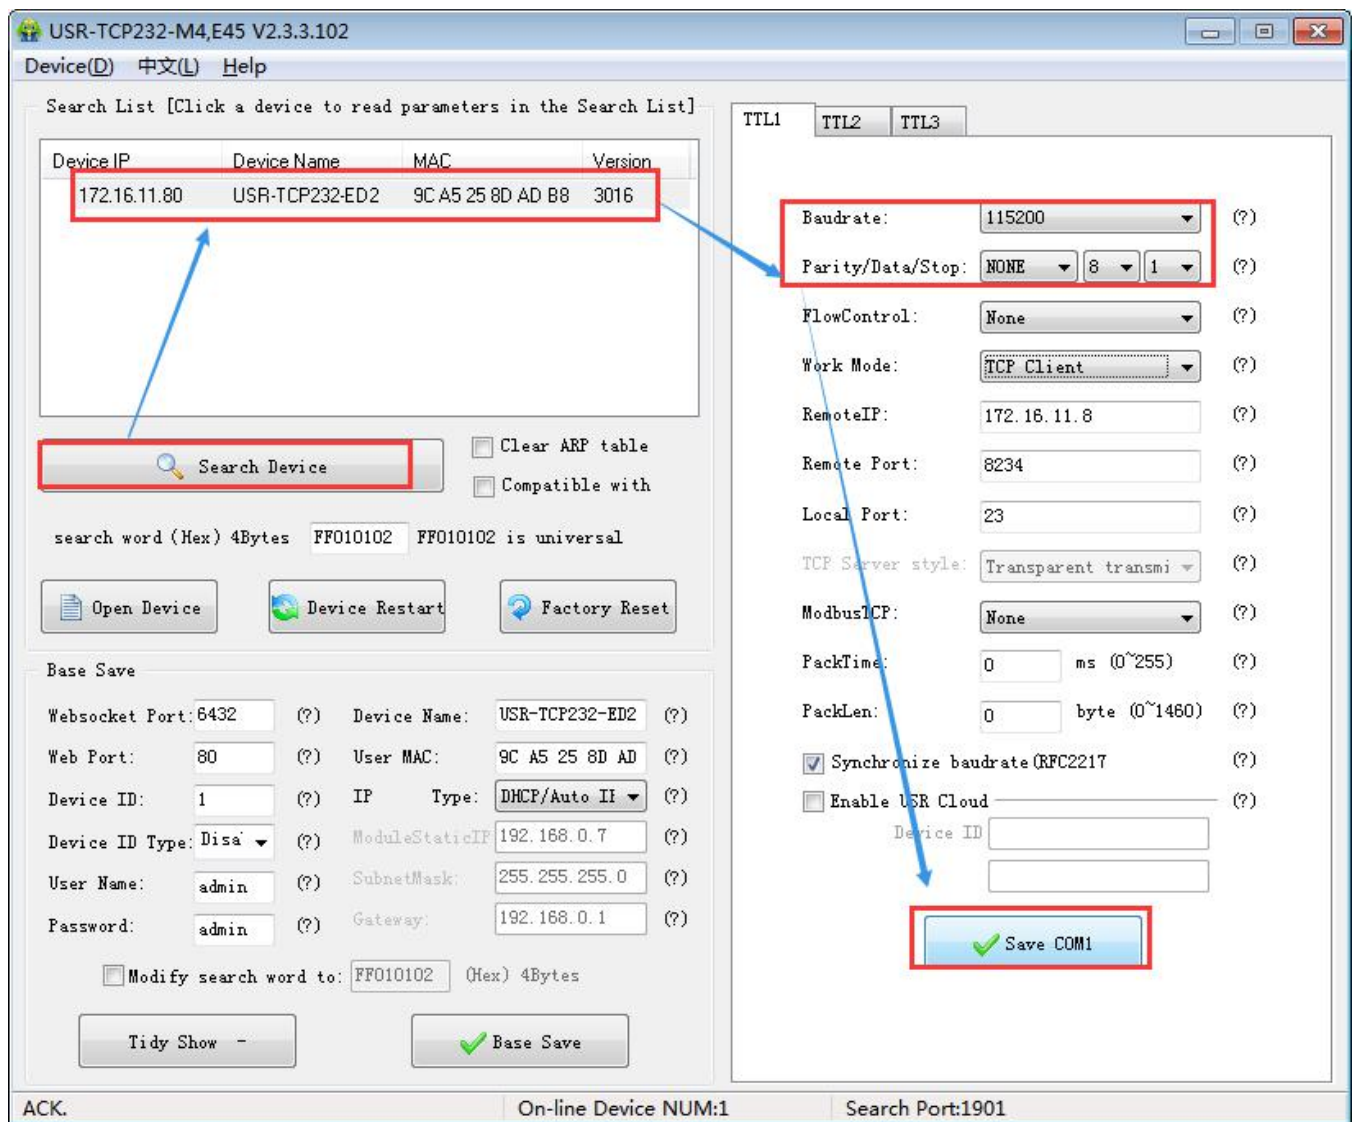 USR-TCP232-M4,E45 V2.3.3.102
Device(D) 中文(L) Help
Search List [Click a device to read parameters in the Search List]
Device IP Device Name MAC Version
172.16.11.80 USR-TCP232-ED2 9C A5 25 8D AD B8 3016
Search Device
Clear ARP table
Compatible with
search word (Hex) 4Bytes FF010102 FF010102 is universal
Open Device Device Restart Factory Reset
Base Save
Websocket Port: 6432 (?) Device Name: USR-TCP232-ED2 (?)
Web Port: 80 (?) User MAC: 9C A5 25 8D AD (?)
Device ID: 1 (?) IP Type: DHCP/Auto (?)
Device ID Type: Disa (?) ModuleStaticIP 192.168.0.7 (?)
User Name: admin (?) SubnetMask: 255.255.255.0 (?)
Password: admin (?) Gateway: 192.168.0.1 (?)
Modify search word to: FF010102 (Hex) 4Bytes
Tidy Show - Base Save
TTL1 TTL2 TTL3
Baudrate: 115200 (?)
Parity/Data/Stop: NONE 8 1 (?)
FlowControl: None (?)
Work Mode: TCP Client (?)
RemoteIP: 172.16.11.8 (?)
Remote Port: 8234 (?)
Local Port: 23 (?)
TCP Server style: Transparent transmi (?)
ModbusTCP: None (?)
PackTime: 0 ms (0~255) (?)
PackLen: 0 byte (0~1460) (?)
Synchronize baudrate(RFC2217 (?)
Enable USR Cloud (?)
Device ID
Save COM1
ACK. On-line Device NUM:1 Search Port:1901